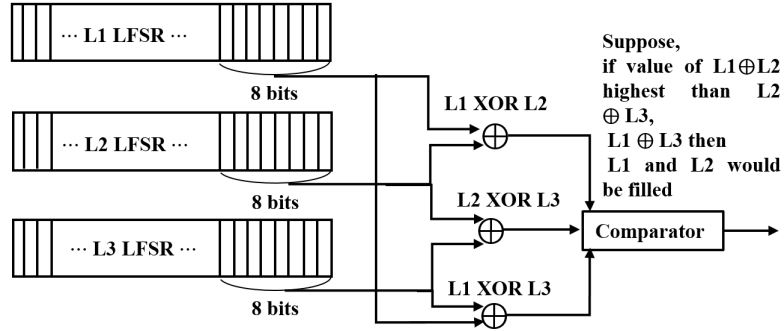 ··· L1 LFSR ···
8 bits
··· L2 LFSR ···
8 bits
··· L3 LFSR ···
8 bits
L1 XOR L2
L2 XOR L3
L1 XOR L3
Suppose,
if value of L1⊕L2
highest than L2
⊕ L3,
L1 ⊕ L3 then
L1 and L2 would
be filled
Comparator